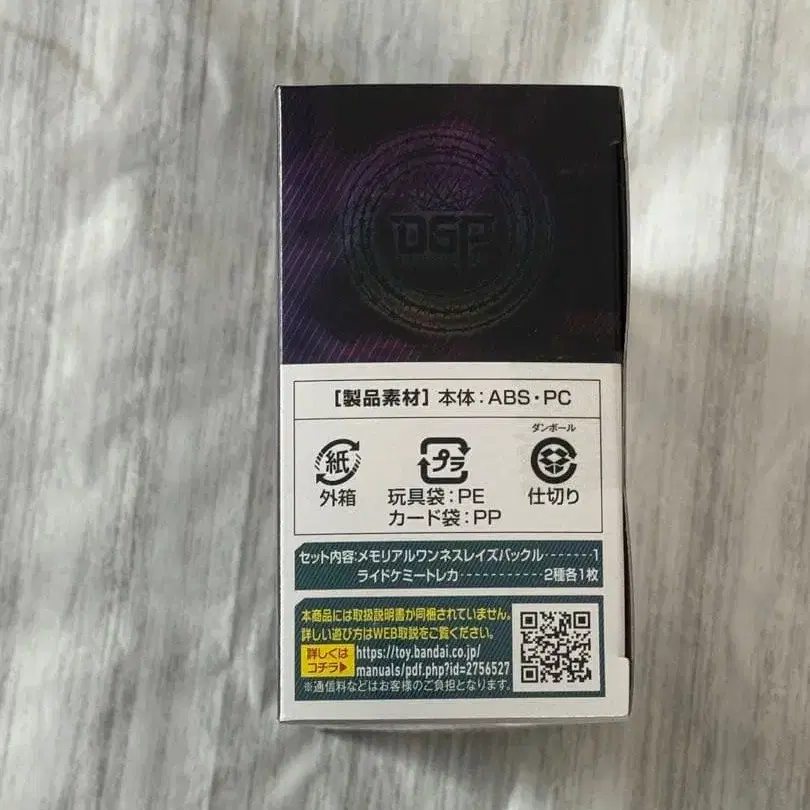 DGP
［製品素材］本体：ABS・PC
ダンボール
紙
プラ
外箱
玩具袋：PE
仕切り
カード袋：PP
セット内容：メモリアルワンネスレイズバックル-------1
ライドケミートレカ-----------2種各1枚
本商品には取扱説明書が同梱されていません。
詳しい遊び方はWEB取説をご覧ください。
詳しくは
コチラ▶
https://toy.bandai.co.jp/
manuals/pdf.php?id=2756527
※通信料などはお客様のご負担となります。